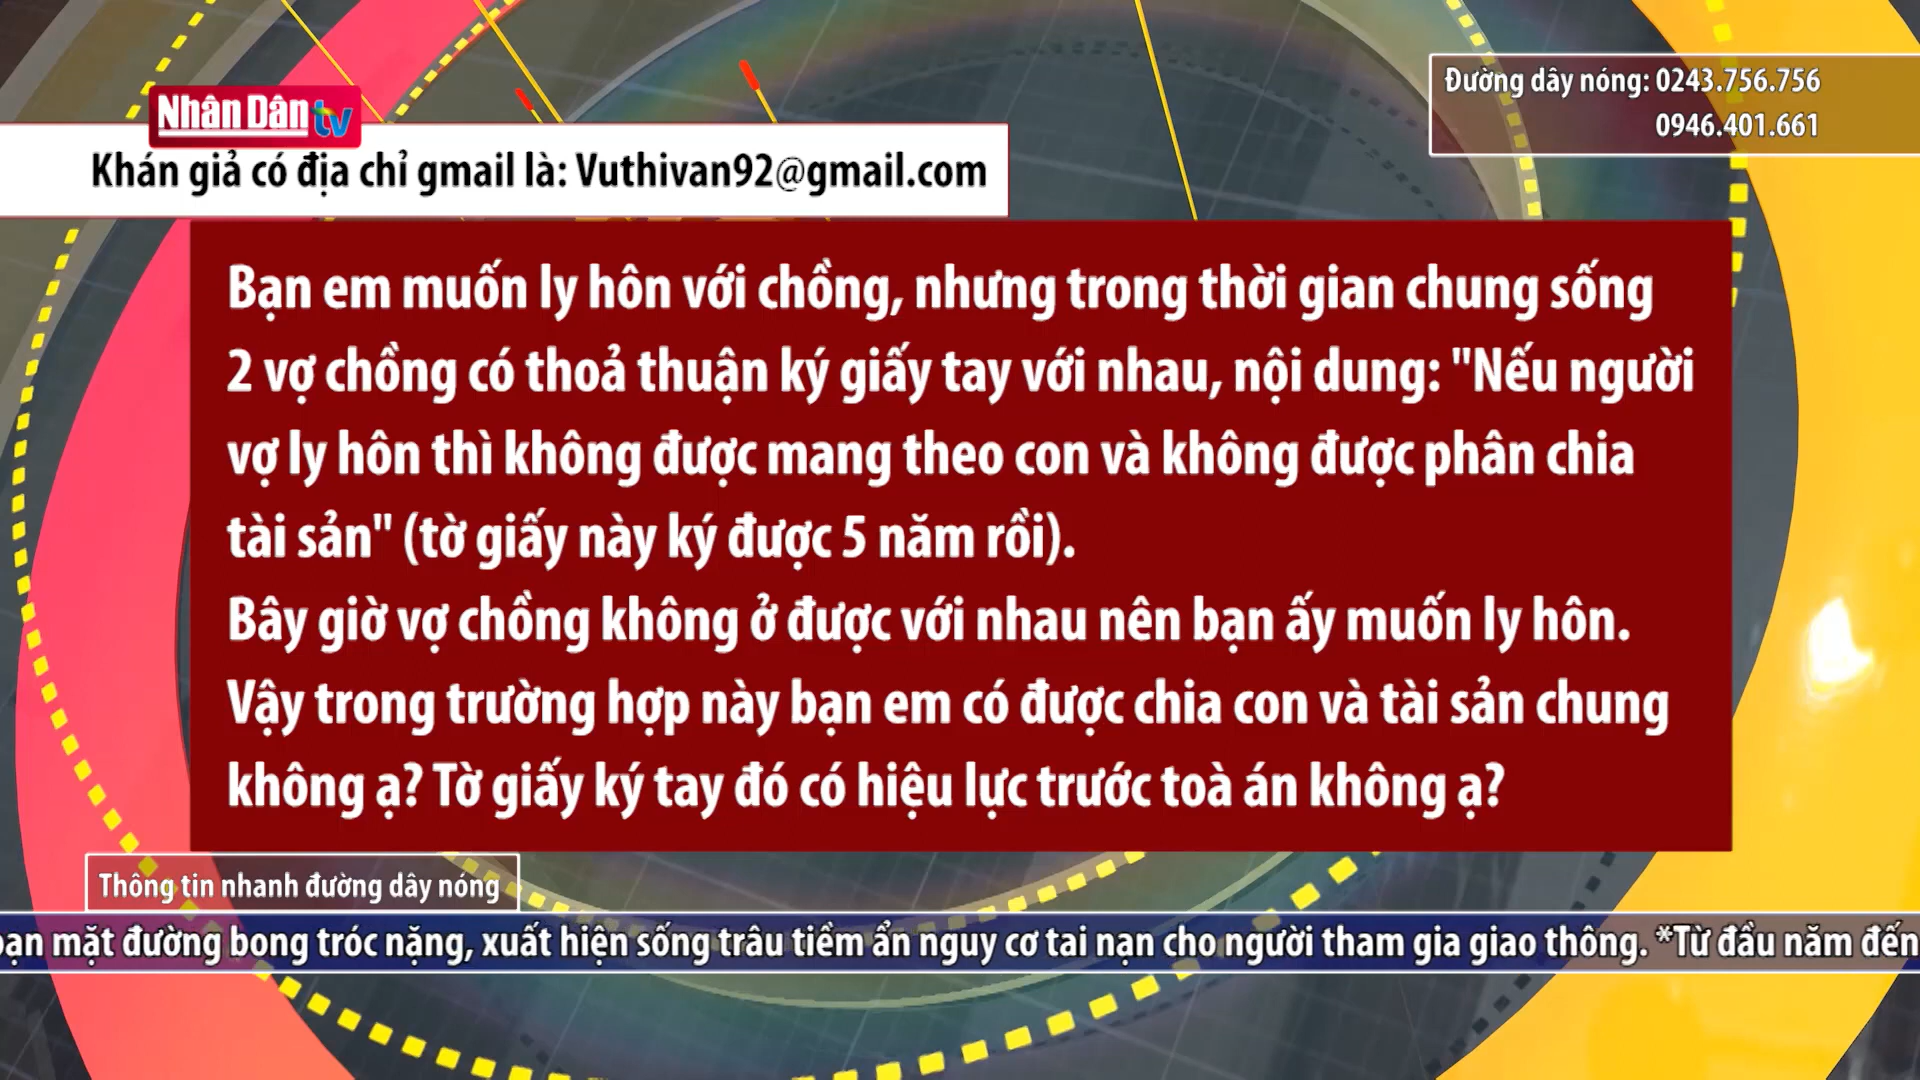 Nhân Dân tv
Đường dây nóng: 0243.756.756
0946.401.661
Khán giả có địa chỉ gmail là: Vuthivan92@gmail.com
Bạn em muốn ly hôn với chồng, nhưng trong thời gian chung sống
2 vợ chồng có thoả thuận ký giấy tay với nhau, nội dung: "Nếu người
vợ ly hôn thì không được mang theo con và không được phân chia
tài sản" (tờ giấy này ký được 5 năm rồi).
Bây giờ vợ chồng không ở được với nhau nên bạn ấy muốn ly hôn.
Vậy trong trường hợp này bạn em có được chia con và tài sản chung
không ạ? Tờ giấy ký tay đó có hiệu lực trước toà án không ạ?
Thông tin nhanh đường dây nóng
mặt đường bong tróc nặng, xuất hiện sống trâu tiềm ẩn nguy cơ tai nạn cho người tham gia giao thông. *Từ đầu năm đến